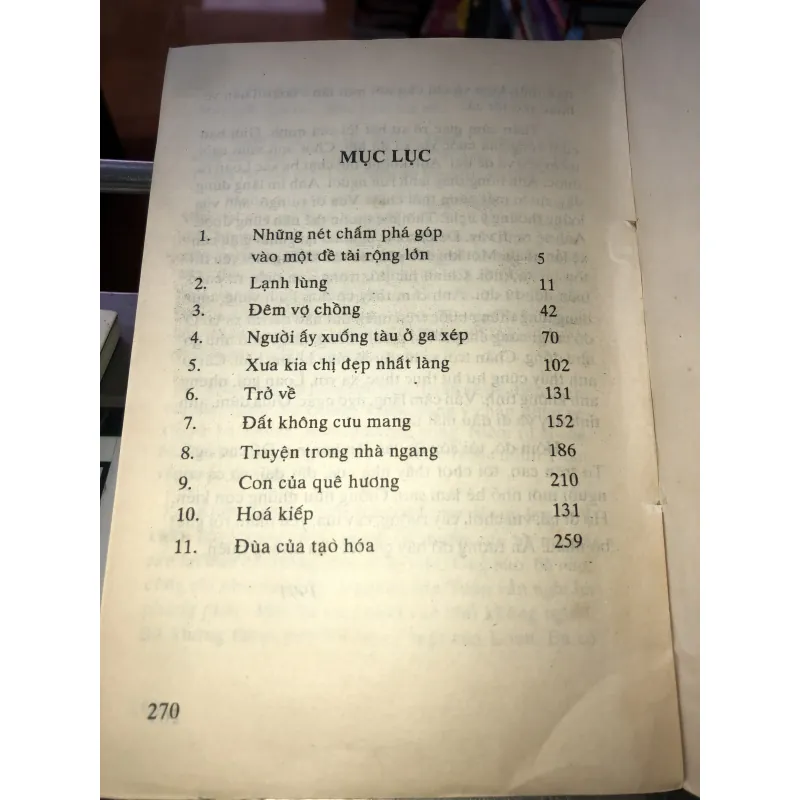 MỤC LỤC
1. Những nét chấm phá góp
vào một đề tài rộng lớn 5
2. Lạnh lùng 11
3. Đêm vợ chồng 42
4. Người ấy xuống tàu ở ga xép 70
5. Xưa kia chị đẹp nhất làng 102
6. Trở về 131
7. Đất không cưu mang 152
8. Truyện trong nhà ngang 186
9. Con của quê hương 210
10. Hoá kiếp 131
11. Đùa của tạo hóa 259
270